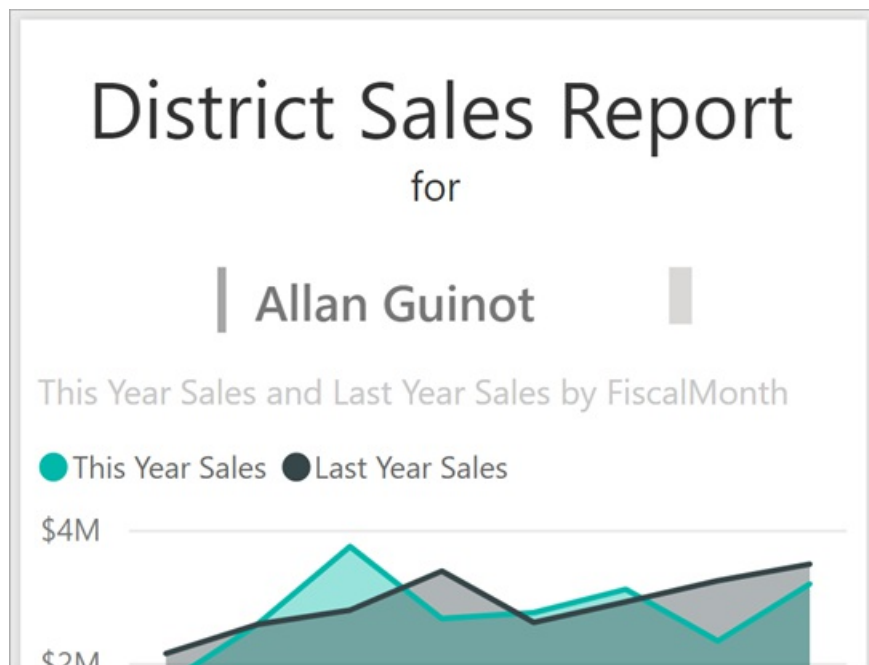 District Sales Report
for
Allan Guinot
This Year Sales and Last Year Sales by FiscalMonth
This Year Sales Last Year Sales
$4M
$2M